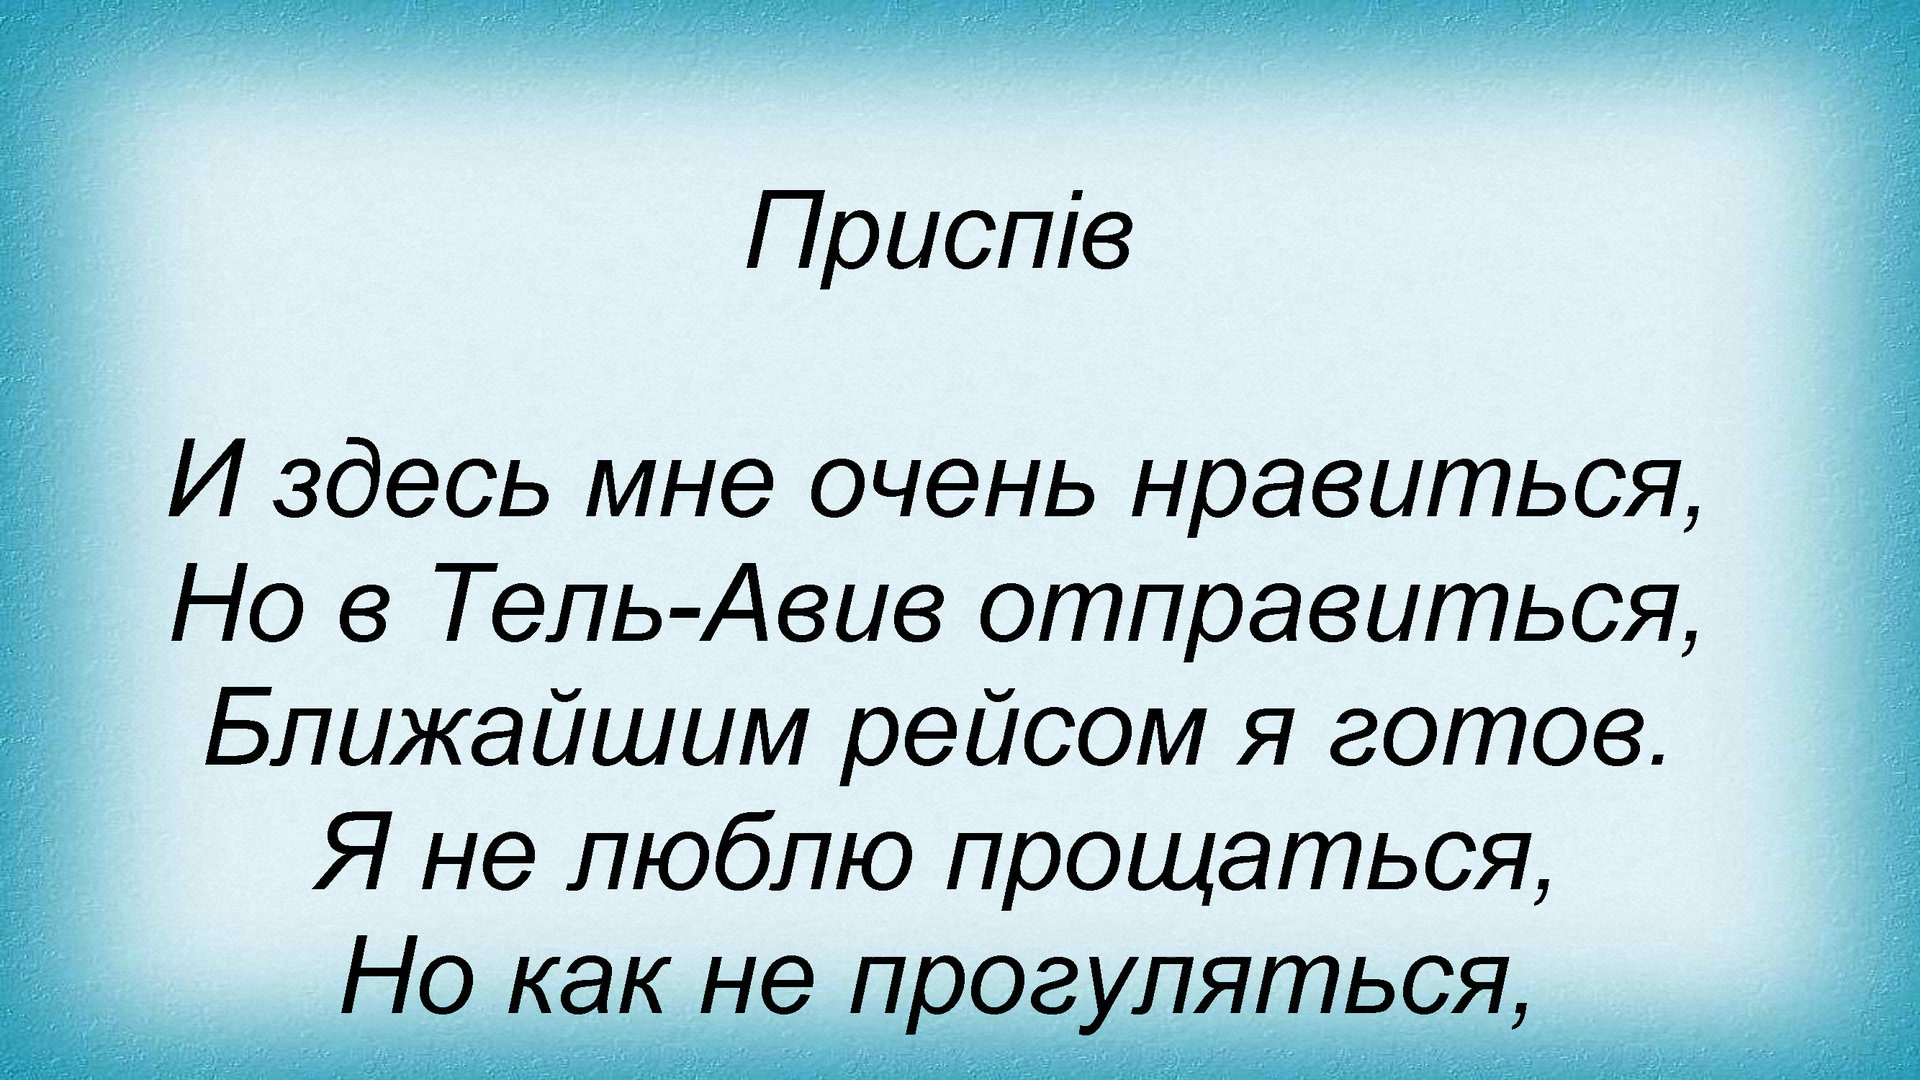 Приспів
И здесь мне очень нравиться,
Но в Тель-Авив отправиться,
Ближайшим рейсом я готов.
Я не люблю прощаться,
Но как не прогуляться,